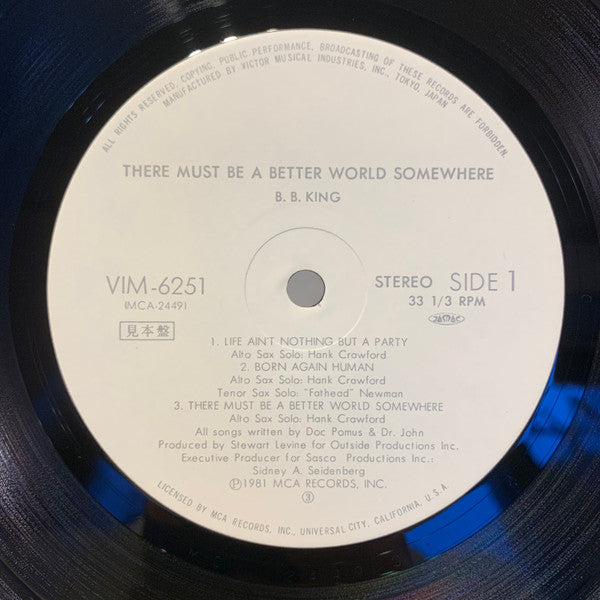 ALL RIGHTS RESERVED, COPYING, PUBLIC PERFORMANCE, BROADCASTING OF THESE RECORDS ARE FORBIDDEN.
MANUFACTURED BY VICTOR MUSICAL INDUSTRIES, INC., TOKYO, JAPAN
THERE MUST BE A BETTER WORLD SOMEWHERE
B. B. KING
VIM-6251
(MCA-2449)
見本盤
STEREO SIDE 1
33 1/3 RPM
1. LIFE AIN'T NOTHING BUT A PARTY
Alto Sax Solo: Hank Crawford
2. BORN AGAIN HUMAN
Alto Sax Solo: Hank Crawford
Tenor Sax Solo: "Fathead" Newman
3. THERE MUST BE A BETTER WORLD SOMEWHERE
Alto Sax Solo: Hank Crawford
All songs written by Doc Pomus & Dr. John
Produced by Stewart Levine for Outside Productions Inc.
Executive Producer for Sasca Productions Inc.:
Sidney A. Seidenberg
Ⓟ1981 MCA RECORDS, INC.
③
LICENSED BY MCA RECORDS, INC., UNIVERSAL CITY, CALIFORNIA, U.S.A.